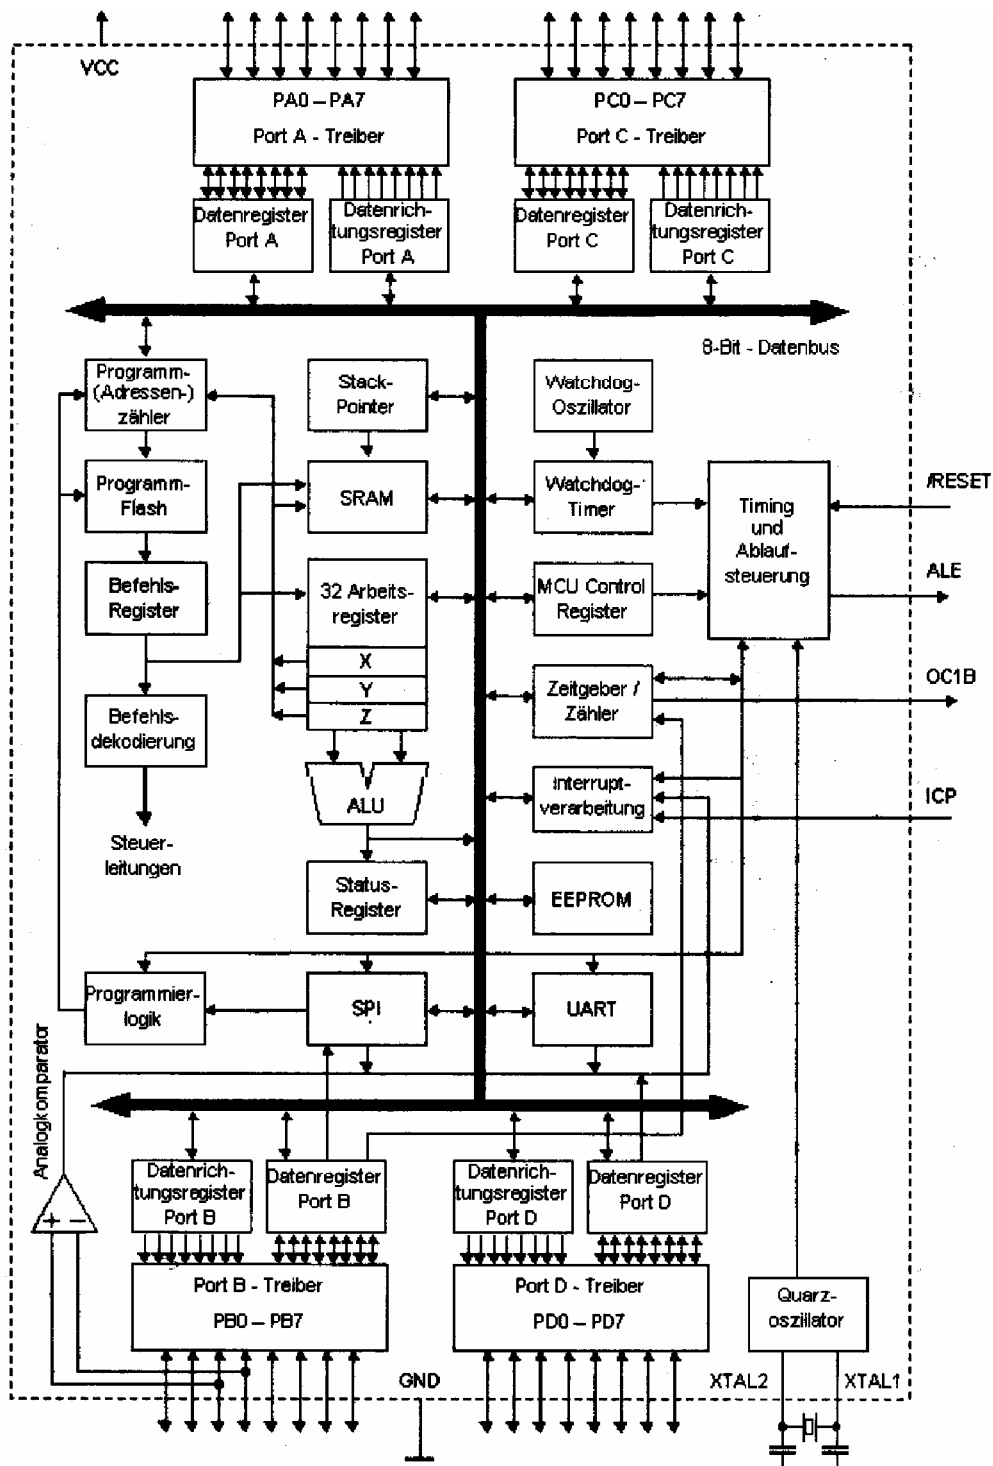 VCC
PA0 – PA7
Port A - Treiber
PC0 – PC7
Port C - Treiber
Datenregister
Port A
Datenrich-
tungsregister
Port A
Datenregister
Port C
Datenrich-
tungsregister
Port C
8-Bit - Datenbus
Programm-
(Adressen-)
zähler
Stack-
Pointer
Watchdog-
Oszillator
Programm-
Flash
SRAM
Watchdog-
Timer
Timing
und
Ablauf-
steuerung
/RESET
Befehls-
Register
32 Arbeits-
register
MCU Control
Register
ALE
X
Y
Z
Zeitgeber /
Zähler
OC1B
Befehls-
dekodierung
ALU
Interrupt-
verarbeitung
ICP
Steuer-
leitungen
Status-
Register
EEPROM
Programmier-
logik
SPI
UART
Analogkomparator
+ –
Datenrich-
tungsregister
Port B
Datenregister
Port B
Datenrich-
tungsregister
Port D
Datenregister
Port D
Port B - Treiber
PB0 – PB7
Port D - Treiber
PD0 – PD7
Quarz-
oszillator
GND
XTAL2
XTAL1